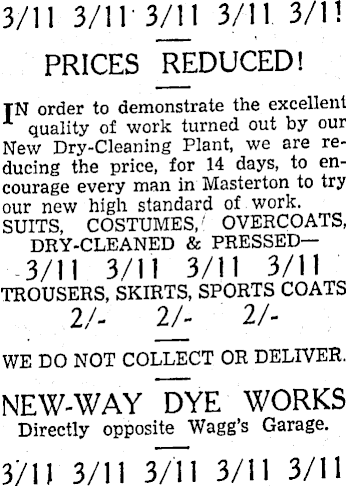 3/11 3/11 3/11 3/11 3/1!
PRICES REDUCED!
IN order to demonstrate the excellent
quality of work turned out by our
New Dry-Cleaning Plant, we are re-
ducing the price, for 14 days, to en-
courage every man in Masterton to try
our new high standard of work.
SUITS, COSTUMES, OVERCOATS,
DRY-CLEANED & PRESSED—
3/11 3/11 3/11 3/11
TROUSERS, SKIRTS, SPORTS COATS
2/- 2/- 2/-
WE DO NOT COLLECT OR DELIVER.
NEW-WAY DYE WORKS
Directly opposite Wagg's Garage.
3/11 3/11 3/11 3/11 3/11